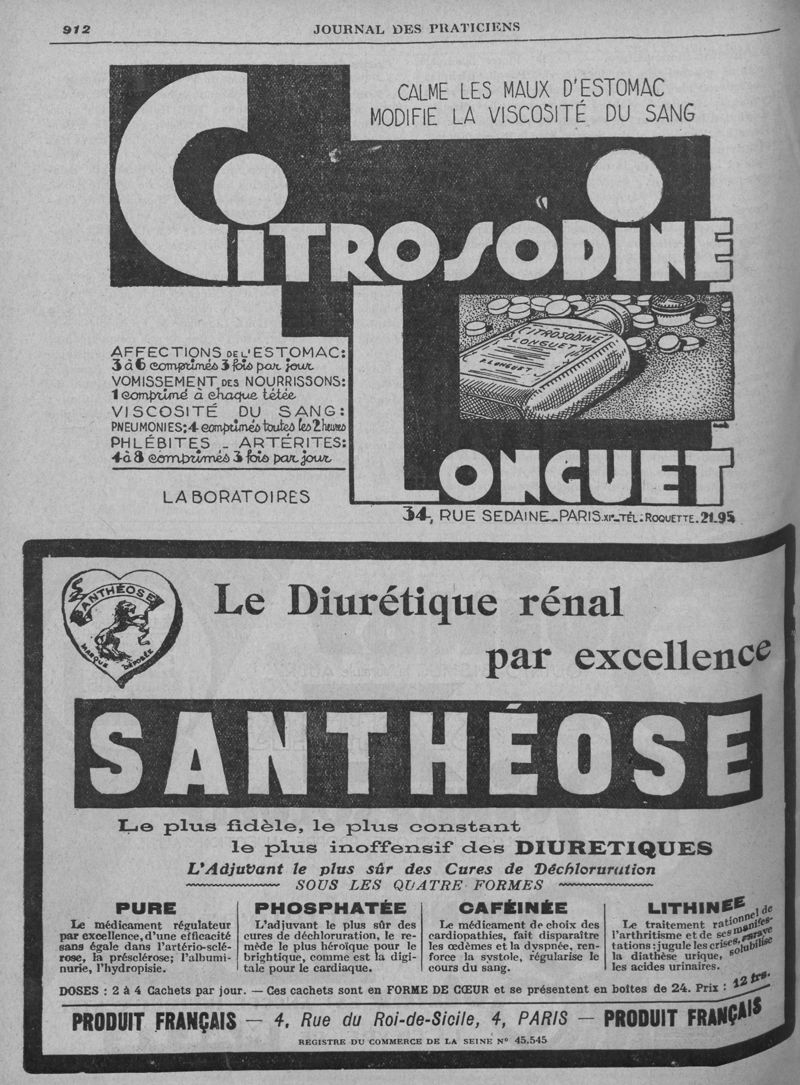 912
JOURNAL DES PRATICIENS
CALME LES MAUX D'ESTOMAC
MODIFIE LA VISCOSITÉ DU SANG
CITROSODINE
CITROSODINE
LONGUET
P. LONGUET
AFFECTIONS DE L'ESTOMAC:
3 à 6 comprimés 3 fois par jour
VOMISSEMENT DES NOURRISSONS:
1 comprimé à chaque tétée
VISCOSITÉ DU SANG:
PNEUMONIES: 4 comprimés toutes les 2 heures
PHLÉBITES - ARTÉRITES:
4 à 8 comprimés 3 fois par jour
LABORATOIRES
LONGUET
34, RUE SEDAINE_PARIS.XIe_TÉL.ROQUETTE.21.95
SANTHÉOSE
MARQUE DÉPOSÉE
Le Diurétique rénal
par excellence
SANTHÉOSE
Le plus fidèle, le plus constant
le plus inoffensif des DIURETIQUES
L'Adjuvant le plus sûr des Cures de Déchloruration
SOUS LES QUATRE FORMES
PURE
Le médicament régulateur
par excellence, d'une efficacité
sans égale dans l'artério-sclé-
rose, la présclérose; l'albumi-
nurie, l'hydropisie.
PHOSPHATÉE
L'adjuvant le plus sûr des
cures de déchloruration, le re-
mède le plus héroïque pour le
brightique, comme est la digi-
tale pour le cardiaque.
CAFÉINÉE
Le médicament de choix des
cardiopathies, fait disparaître
les œdèmes et la dyspnée, ren-
force la systole, régularise le
cours du sang.
LITHINÉE
Le traitement rationnel de
l'arthritisme et de ses manifes-
tations: jugule les crises, enraye
la diathèse urique, solubilise
les acides urinaires.
DOSES : 2 à 4 Cachets par jour. — Ces cachets sont en FORME DE CŒUR et se présentent en boîtes de 24. Prix : 12 frs.
PRODUIT FRANÇAIS — 4, Rue du Roi-de-Sicile, 4, PARIS — PRODUIT FRANÇAIS
REGISTRE DU COMMERCE DE LA SEINE N° 45.545